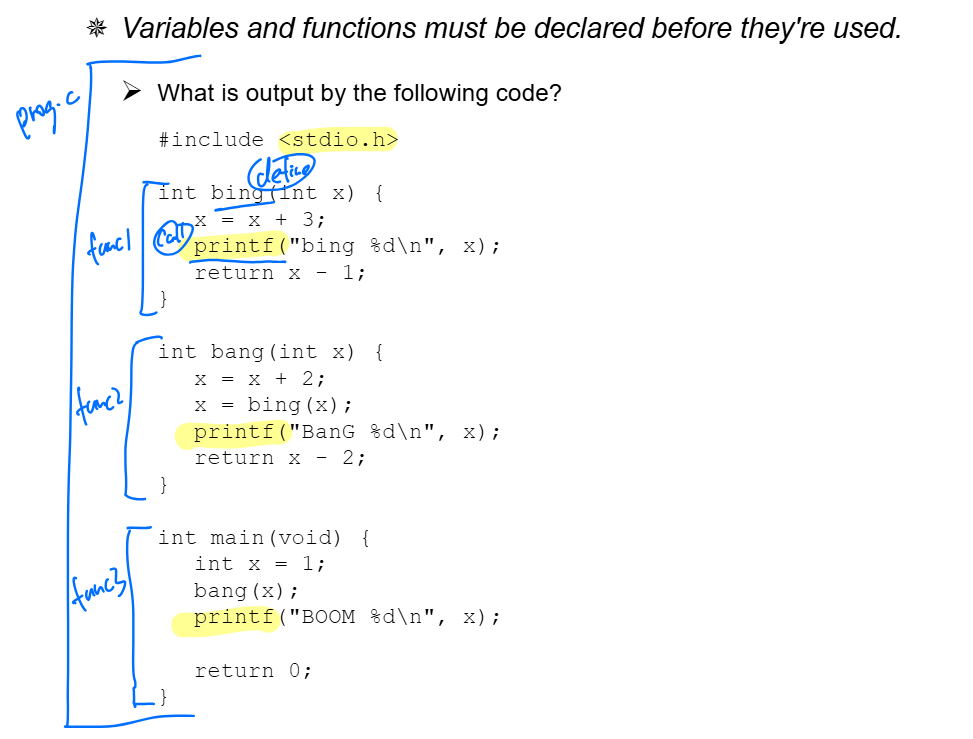 ✵ Variables and functions must be declared before they're used.
prog.c
➢ What is output by the following code?
#include <stdio.h>
define
func1
int bing(int x) {
x = x + 3;
call
printf("bing %d\n", x);
return x - 1;
}
func2
int bang(int x) {
x = x + 2;
x = bing(x);
printf("BanG %d\n", x);
return x - 2;
}
func3
int main(void) {
int x = 1;
bang(x);
printf("BOOM %d\n", x);
return 0;
}